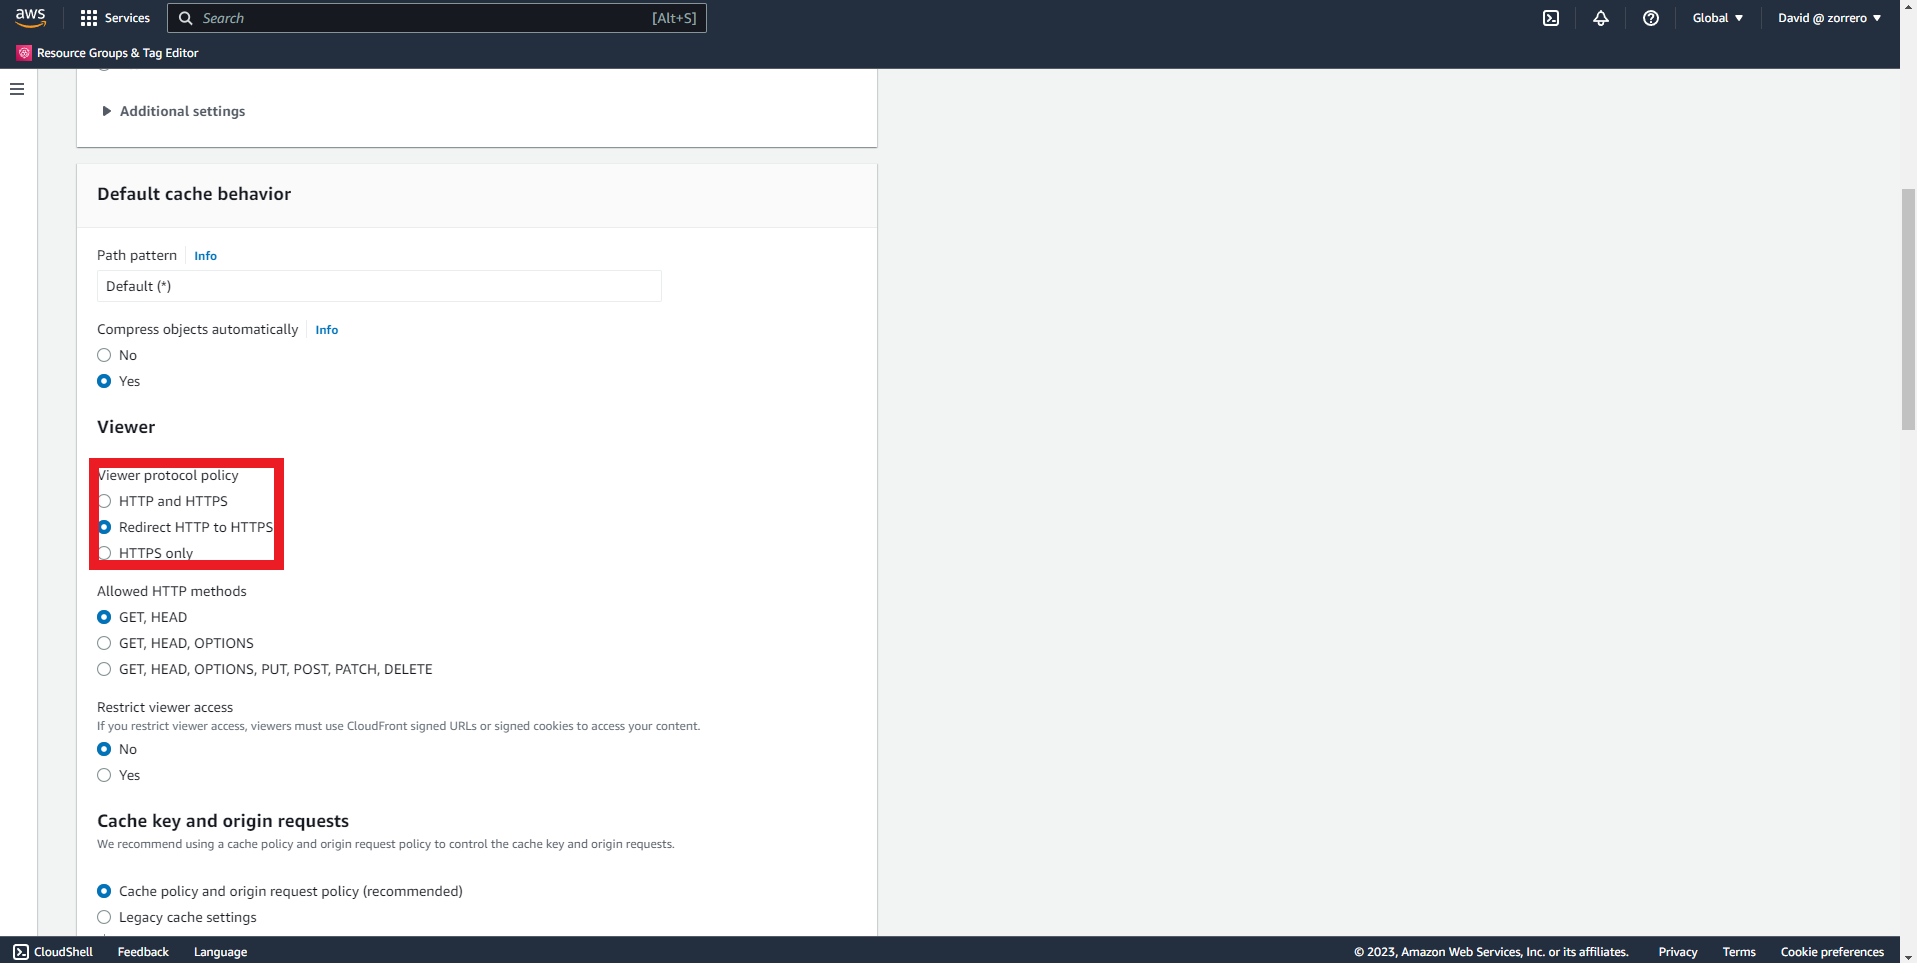 aws
Services
Search
[Alt+S]
Global
David @ zorrero
Resource Groups & Tag Editor
Additional settings
Default cache behavior
Path pattern
Info
Default (*)
Compress objects automatically
Info
No
Yes
Viewer
Viewer protocol policy
HTTP and HTTPS
Redirect HTTP to HTTPS
HTTPS only
Allowed HTTP methods
GET, HEAD
GET, HEAD, OPTIONS
GET, HEAD, OPTIONS, PUT, POST, PATCH, DELETE
Restrict viewer access
If you restrict viewer access, viewers must use CloudFront signed URLs or signed cookies to access your content.
No
Yes
Cache key and origin requests
We recommend using a cache policy and origin request policy to control the cache key and origin requests.
Cache policy and origin request policy (recommended)
Legacy cache settings
CloudShell
Feedback
Language
© 2023, Amazon Web Services, Inc. or its affiliates.
Privacy
Terms
Cookie preferences